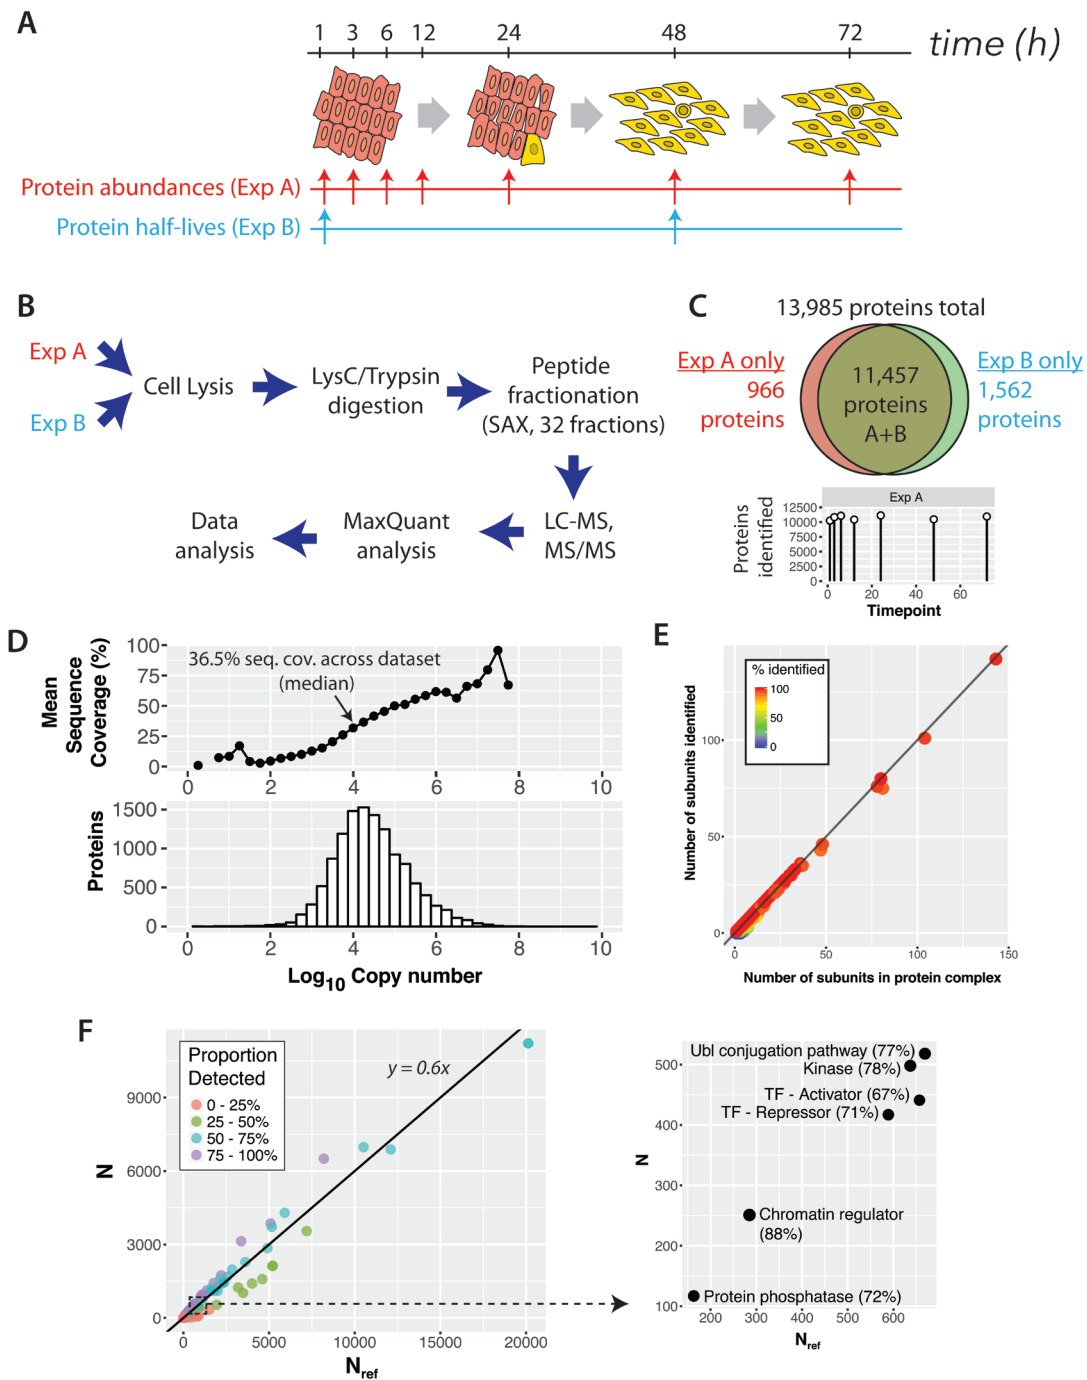 A
1 3 6 12 24 48 72
time (h)
Protein abundances (Exp A)
Protein half-lives (Exp B)
B
Exp A
Exp B
Cell Lysis
LysC/Trypsin
digestion
Peptide
fractionation
(SAX, 32 fractions)
LC-MS,
MS/MS
MaxQuant
analysis
Data
analysis
C
13,985 proteins total
Exp A only
966
proteins
11,457
proteins
A+B
Exp B only
1,562
proteins
Exp A
Proteins
identified
12500
10000
7500
5000
2500
0
0 20 40 60
Timepoint
D
Mean
Sequence
Coverage (%)
100
75
50
25
0
36.5% seq. cov. across dataset
(median)
0 2 4 6 8 10
Proteins
1500
1000
500
0
0 2 4 6 8 10
Log10 Copy number
E
% identified
100
50
0
Number of subunits identified
100
50
0
0 50 100 150
Number of subunits in protein complex
F
Proportion
Detected
0 - 25%
25 - 50%
50 - 75%
75 - 100%
y = 0.6x
N
9000
6000
3000
0
0 5000 10000 15000 20000
Nref
Ubl conjugation pathway (77%)
Kinase (78%)
TF - Activator (67%)
TF - Repressor (71%)
Chromatin regulator
(88%)
Protein phosphatase (72%)
N
500
400
300
200
100
200 300 400 500 600
Nref